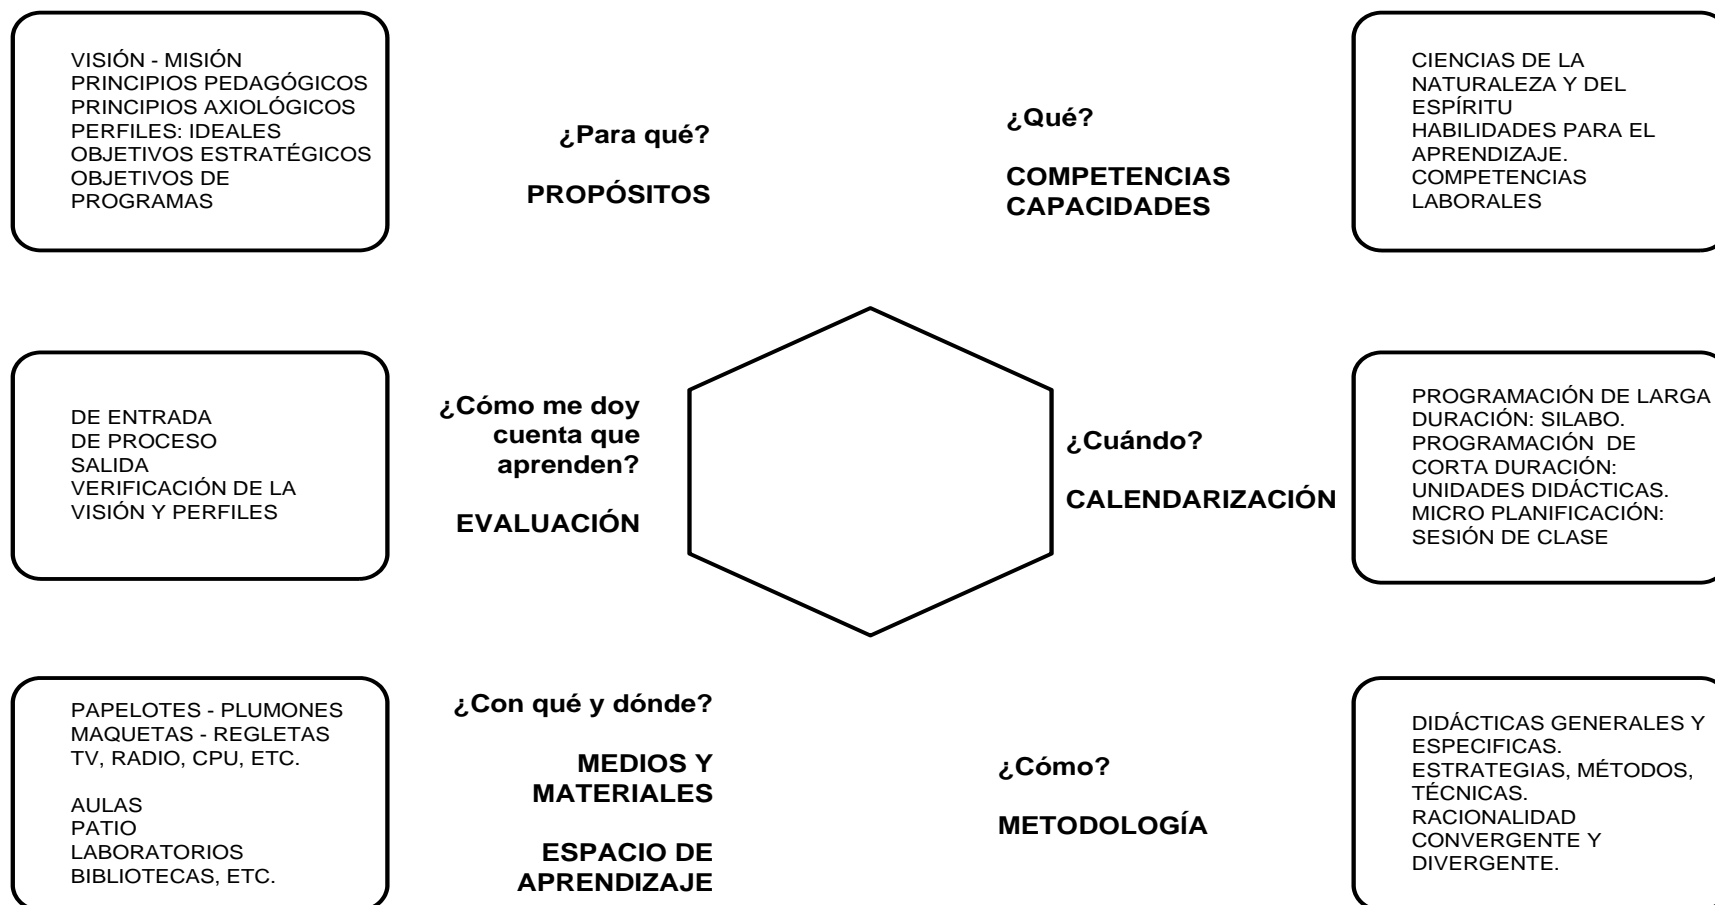 VISIÓN - MISIÓN
PRINCIPIOS PEDAGÓGICOS
PRINCIPIOS AXIOLÓGICOS
PERFILES: IDEALES
OBJETIVOS ESTRATÉGICOS
OBJETIVOS DE
PROGRAMAS
¿Para qué?
PROPÓSITOS
¿Qué?
COMPETENCIAS
CAPACIDADES
CIENCIAS DE LA
NATURALEZA Y DEL
ESPÍRITU
HABILIDADES PARA EL
APRENDIZAJE.
COMPETENCIAS
LABORALES
DE ENTRADA
DE PROCESO
SALIDA
VERIFICACIÓN DE LA
VISIÓN Y PERFILES
¿Cómo me doy
cuenta que
aprenden?
EVALUACIÓN
¿Cuándo?
CALENDARIZACIÓN
PROGRAMACIÓN DE LARGA
DURACIÓN: SILABO.
PROGRAMACIÓN DE
CORTA DURACIÓN:
UNIDADES DIDÁCTICAS.
MICRO PLANIFICACIÓN:
SESIÓN DE CLASE
PAPELOTES - PLUMONES
MAQUETAS - REGLETAS
TV, RADIO, CPU, ETC.
AULAS
PATIO
LABORATORIOS
BIBLIOTECAS, ETC.
¿Con qué y dónde?
MEDIOS Y
MATERIALES
ESPACIO DE
APRENDIZAJE
¿Cómo?
METODOLOGÍA
DIDÁCTICAS GENERALES Y
ESPECIFICAS.
ESTRATEGIAS, MÉTODOS,
TÉCNICAS.
RACIONALIDAD
CONVERGENTE Y
DIVERGENTE.